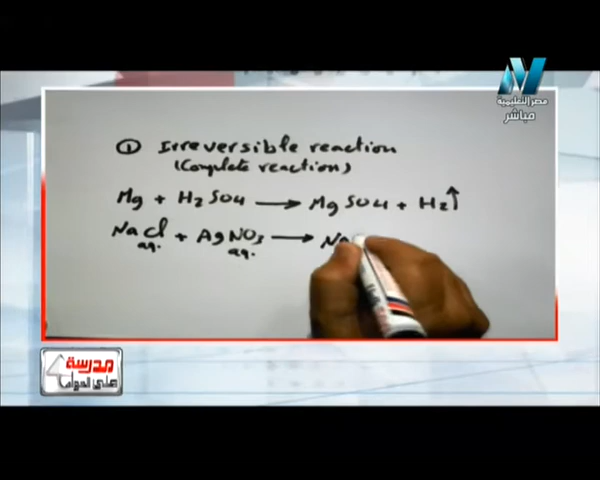 مصر التعليمية
مباشر
① Irreversible reaction
(Complete reaction)
Mg + H2SO4 → MgSO4 + H2↑
NaCl aq. + AgNO3 aq. → Na
مدرسة
على الهواء